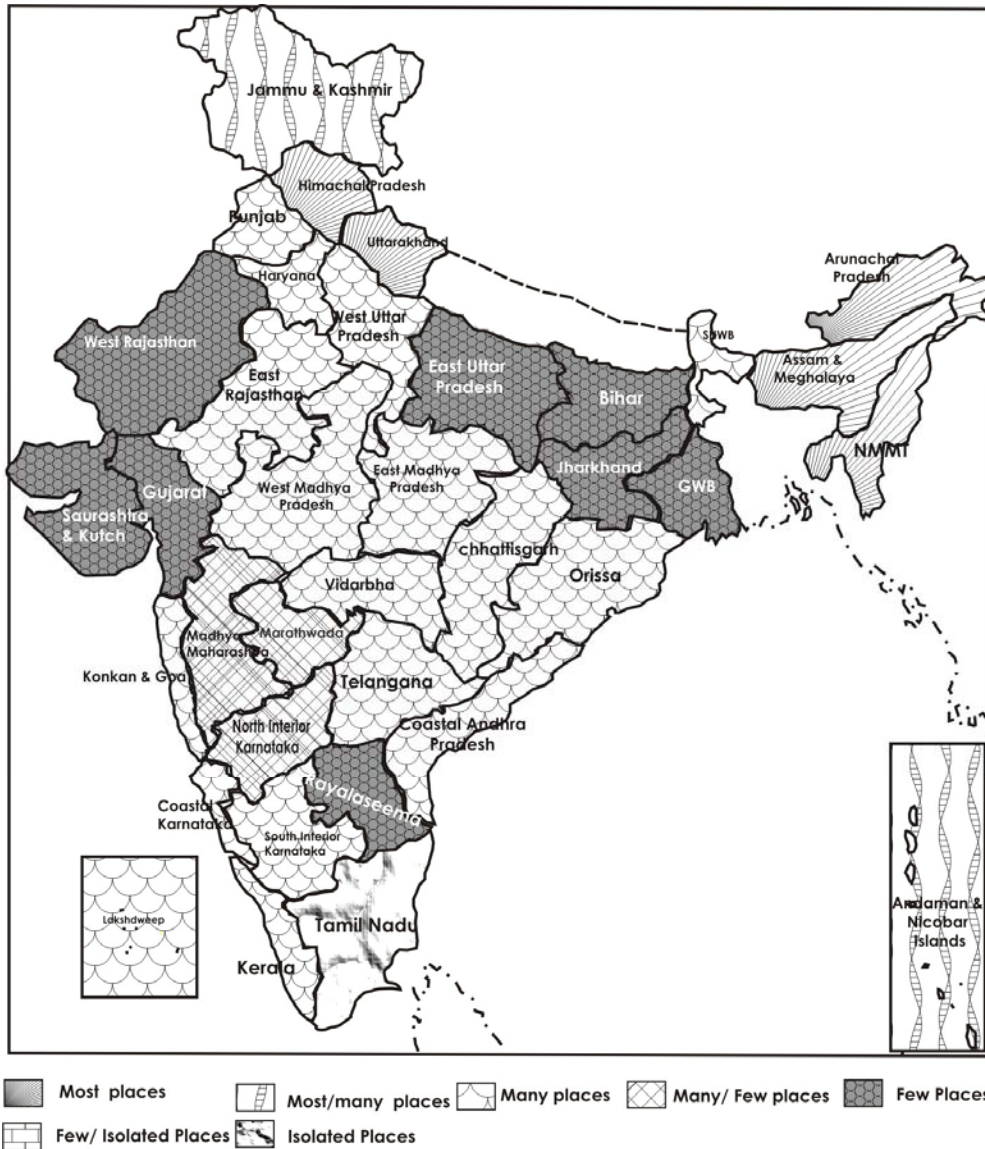 Jammu & Kashmir
Himachal Pradesh
Punjab
Uttarakhand
Haryana
Arunachal
Pradesh
West Rajasthan
West Uttar
Pradesh
SHWB
East
Rajasthan
East Uttar
Pradesh
Bihar
Assam &
Meghalaya
NMMT
Gujarat
Saurashtra
& Kutch
West Madhya
Pradesh
East Madhya
Pradesh
Jharkhand
GWB
chhattisgarh
Orissa
Vidarbha
Madhya
Maharashtra
Marathwada
Konkan & Goa
Telangana
North Interior
Karnataka
Coastal Andhra
Pradesh
Rayalaseema
Coastal
Karnataka
South Interior
Karnataka
Lakshdweep
Tamil Nadu
Kerala
Andaman &
Nicobar
Islands
Most places
Most/many places
Many places
Many/ Few places
Few Places
Few/ Isolated Places
Isolated Places